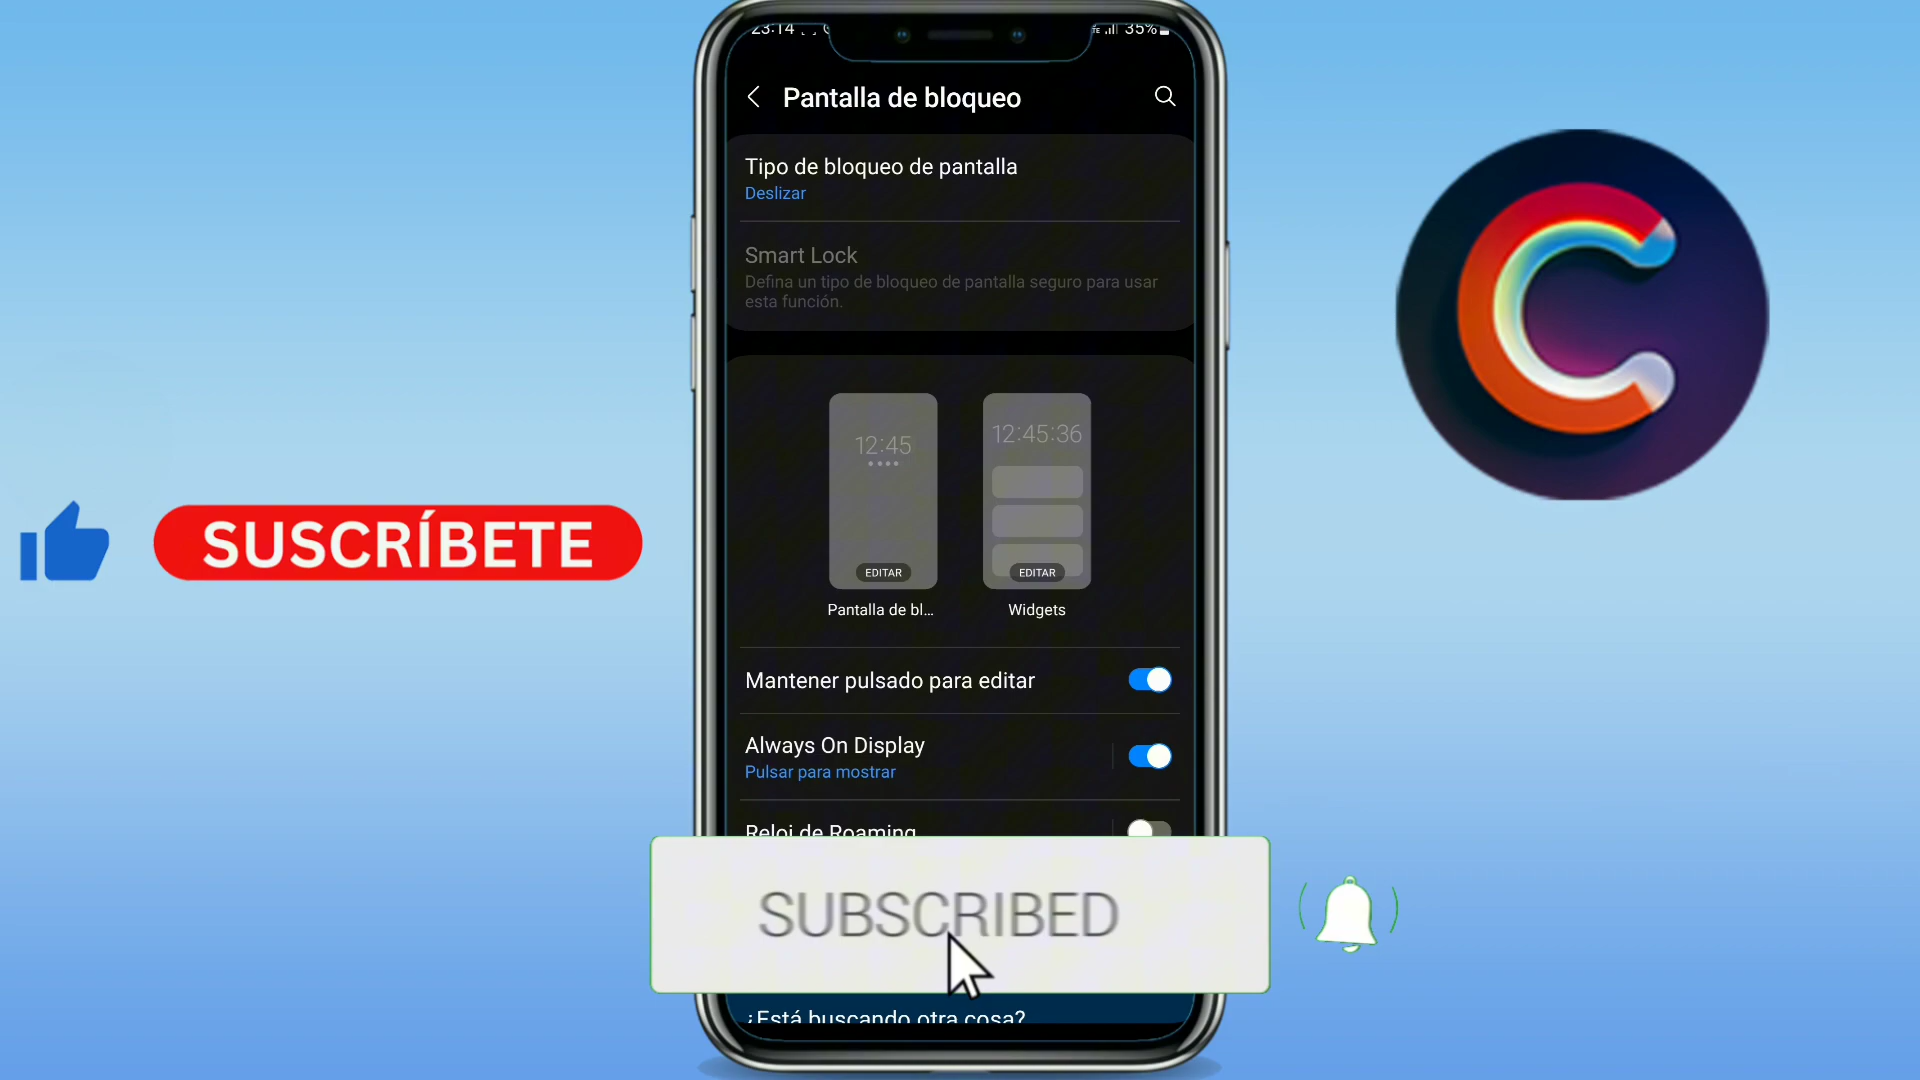 23:14
35%
Pantalla de bloqueo
Tipo de bloqueo de pantalla
Deslizar
Smart Lock
Defina un tipo de bloqueo de pantalla seguro para usar
esta función.
12:45
12:45:36
EDITAR
EDITAR
Pantalla de bl...
Widgets
SUSCRÍBETE
Mantener pulsado para editar
Always On Display
Pulsar para mostrar
Reloj de Roaming
SUBSCRIBED
¿Está buscando otra cosa?